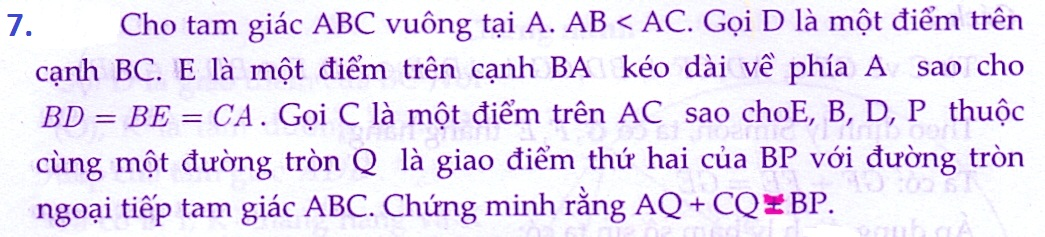 7. Cho tam giác ABC vuông tại A. AB < AC. Gọi D là một điểm trên
cạnh BC. E là một điểm trên cạnh BA kéo dài về phía A sao cho
BD = BE = CA. Gọi C là một điểm trên AC sao choE, B, D, P thuộc
cùng một đường tròn Q là giao điểm thứ hai của BP với đường tròn
ngoại tiếp tam giác ABC. Chứng minh rằng AQ + CQ = BP.